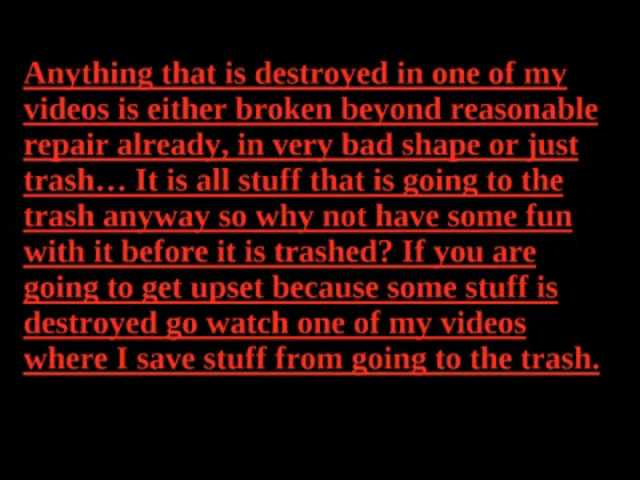 Anything that is destroyed in one of my
videos is either broken beyond reasonable
repair already, in very bad shape or just
trash… It is all stuff that is going to the
trash anyway so why not have some fun
with it before it is trashed? If you are
going to get upset because some stuff is
destroyed go watch one of my videos
where I save stuff from going to the trash.